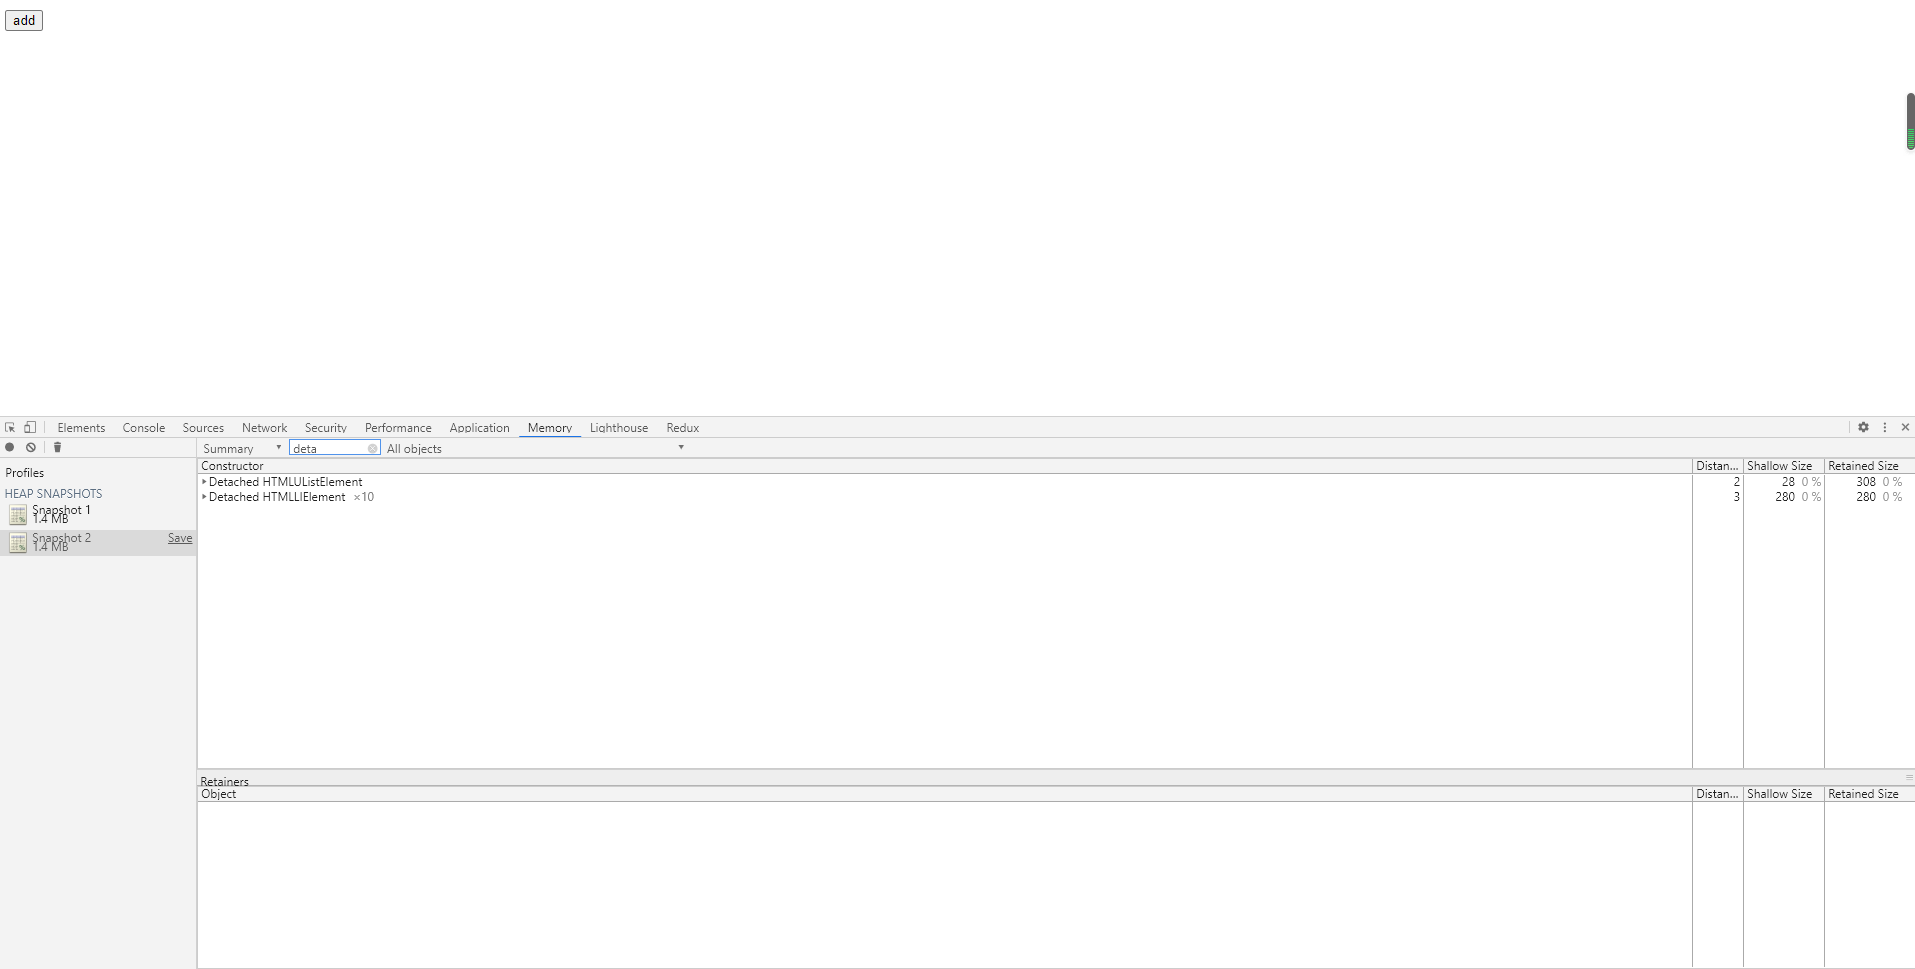 add
Elements Console Sources Network Security Performance Application Memory Lighthouse Redux
Summary deta All objects
Profiles
HEAP SNAPSHOTS
Snapshot 1
1.4 MB
Snapshot 2 Save
1.4 MB
Constructor Distan... Shallow Size Retained Size
Detached HTMLUListElement 2 28 0 % 308 0 %
Detached HTMLLIElement ×10 3 280 0 % 280 0 %
Retainers
Object Distan... Shallow Size Retained Size